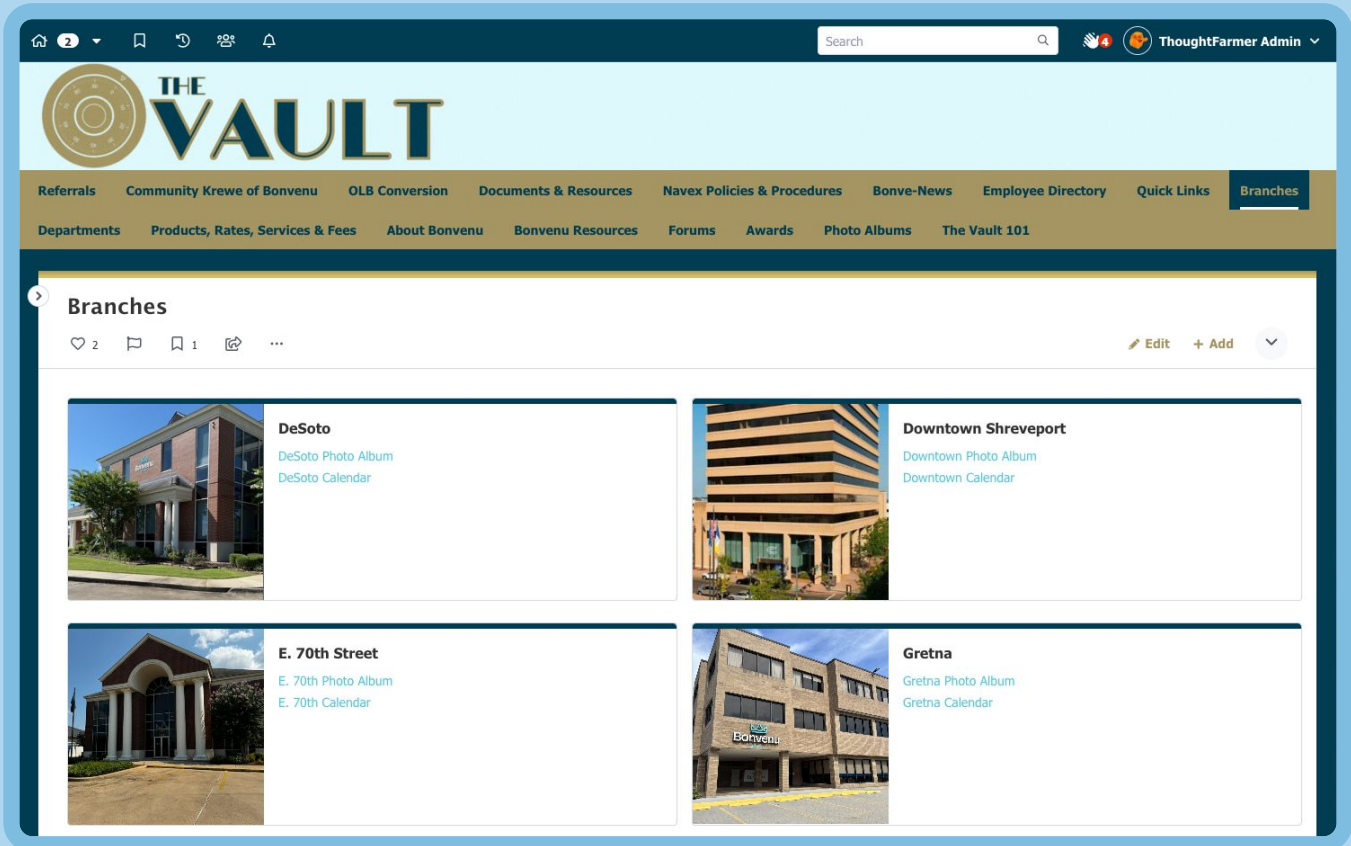 2
Search
4
ThoughtFarmer Admin
THE
VAULT
Referrals Community Krewe of Bonvenu OLB Conversion Documents & Resources Navex Policies & Procedures Bonve-News Employee Directory Quick Links Branches
Departments Products, Rates, Services & Fees About Bonvenu Bonvenu Resources Forums Awards Photo Albums The Vault 101
Branches
2
1
Edit
+ Add
DeSoto
DeSoto Photo Album
DeSoto Calendar
Bonvenu
Downtown Shreveport
Downtown Photo Album
Downtown Calendar
E. 70th Street
E. 70th Photo Album
E. 70th Calendar
Gretna
Gretna Photo Album
Gretna Calendar
Bonvenu